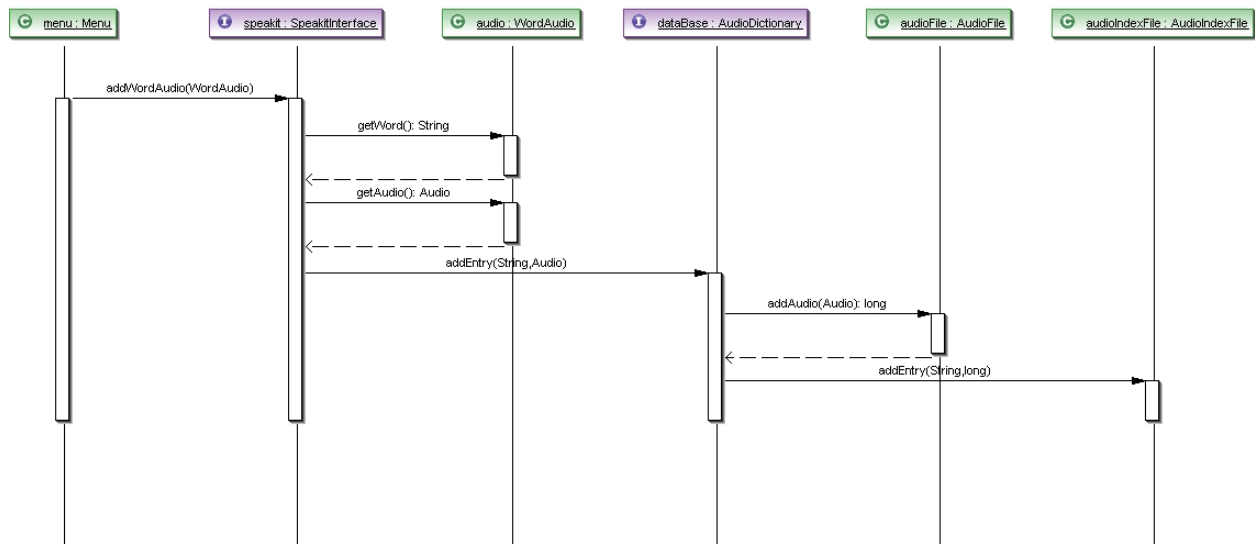 C menu : Menu
I speakit : SpeakitInterface
C audio : WordAudio
I dataBase : AudioDictionary
C audioFile : AudioFile
C audioIndexFile : AudioIndexFile
addWordAudio(WordAudio)
getWord(): String
getAudio(): Audio
addEntry(String,Audio)
addAudio(Audio): long
addEntry(String,long)